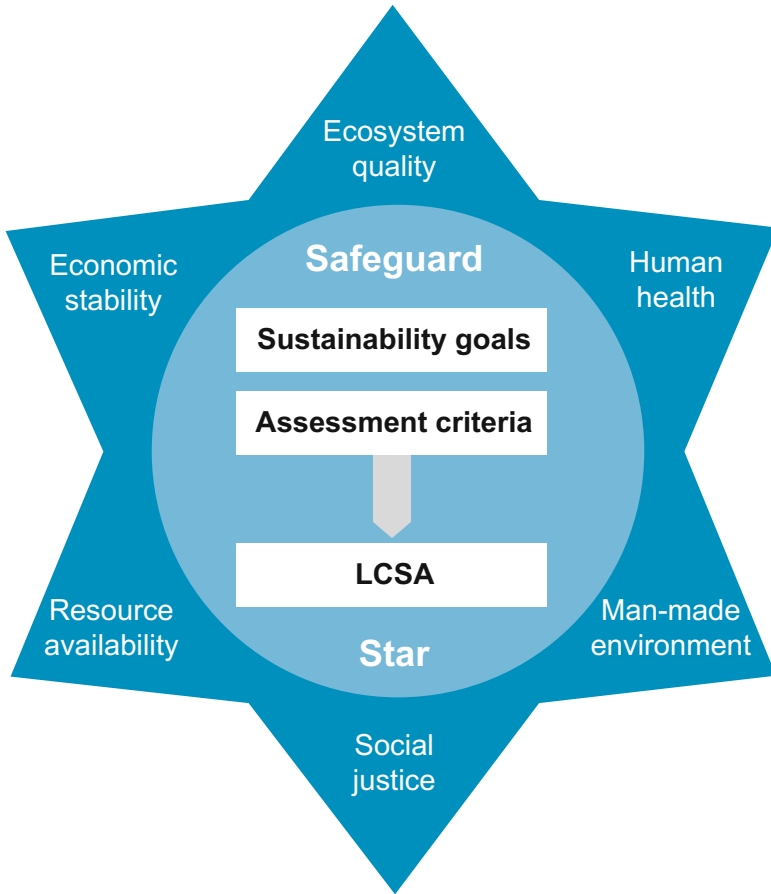 Ecosystem
quality
Economic
stability
Safeguard
Human
health
Sustainability goals
Assessment criteria
LCSA
Resource
availability
Star
Man-made
environment
Social
justice